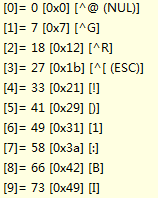 [0]= 0 [0x0] [^@ (NUL)]
[1]= 7 [0x7] [^G]
[2]= 18 [0x12] [^R]
[3]= 27 [0x1b] [^[ (ESC)]
[4]= 33 [0x21] [!]
[5]= 41 [0x29] [)]
[6]= 49 [0x31] [1]
[7]= 58 [0x3a] [:]
[8]= 66 [0x42] [B]
[9]= 73 [0x49] [I]